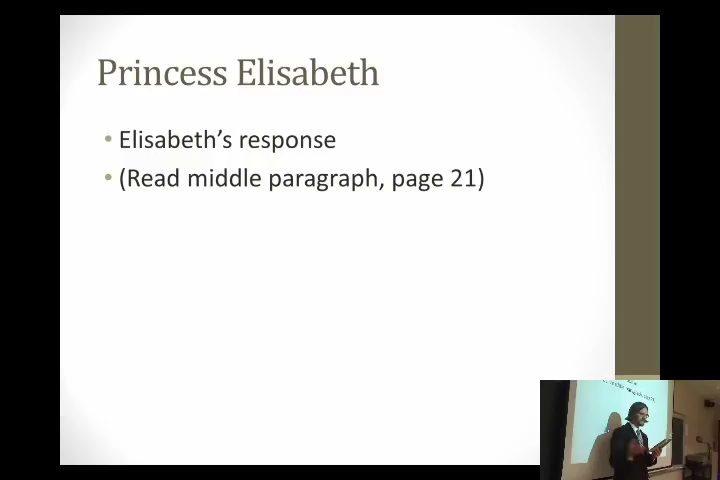 Princess Elisabeth
• Elisabeth’s response
• (Read middle paragraph, page 21)